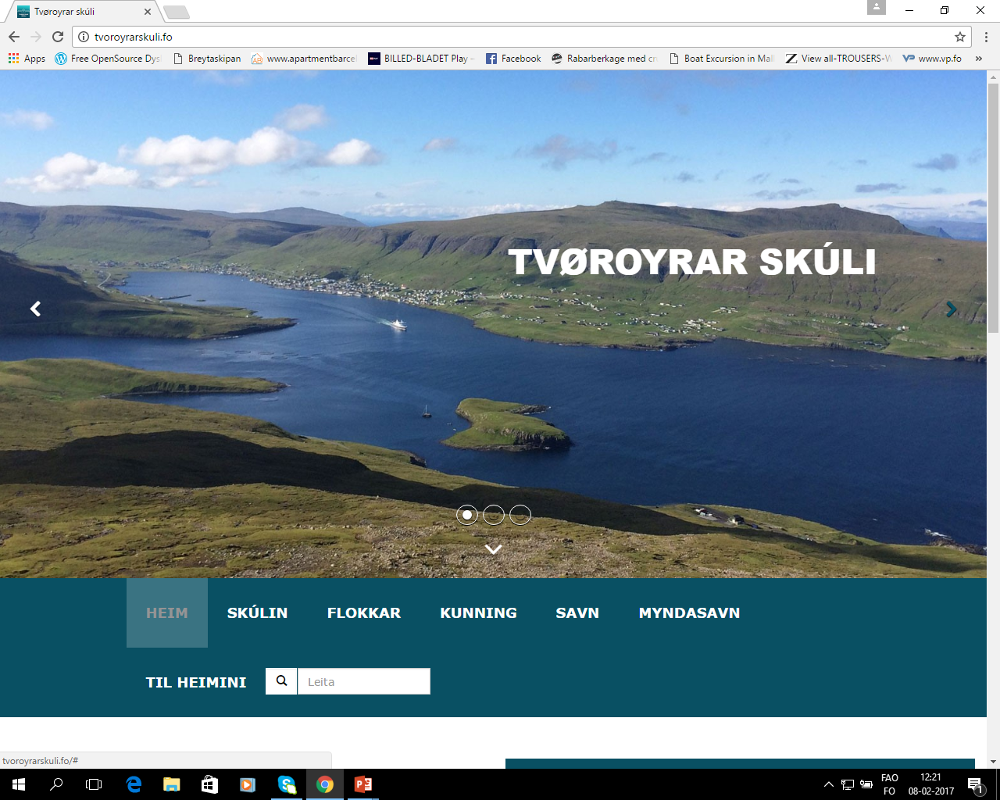 Tvøroyrar skúli
tvoroyrarskuli.fo
Apps Free OpenSource Dys Breytaskipan www.apartmentbarce BILLED-BLADET Play – Facebook Rabarberkage med cr Boat Excursion in Mal View all-TROUSERS-W www.vp.fo »
TVØROYRAR SKÚLI
HEIM SKÚLIN FLOKKAR KUNNING SAVN MYNDASAVN
TIL HEIMINI Leita
tvoroyrarskuli.fo/#
FAO 12:21
FO 08-02-2017 1